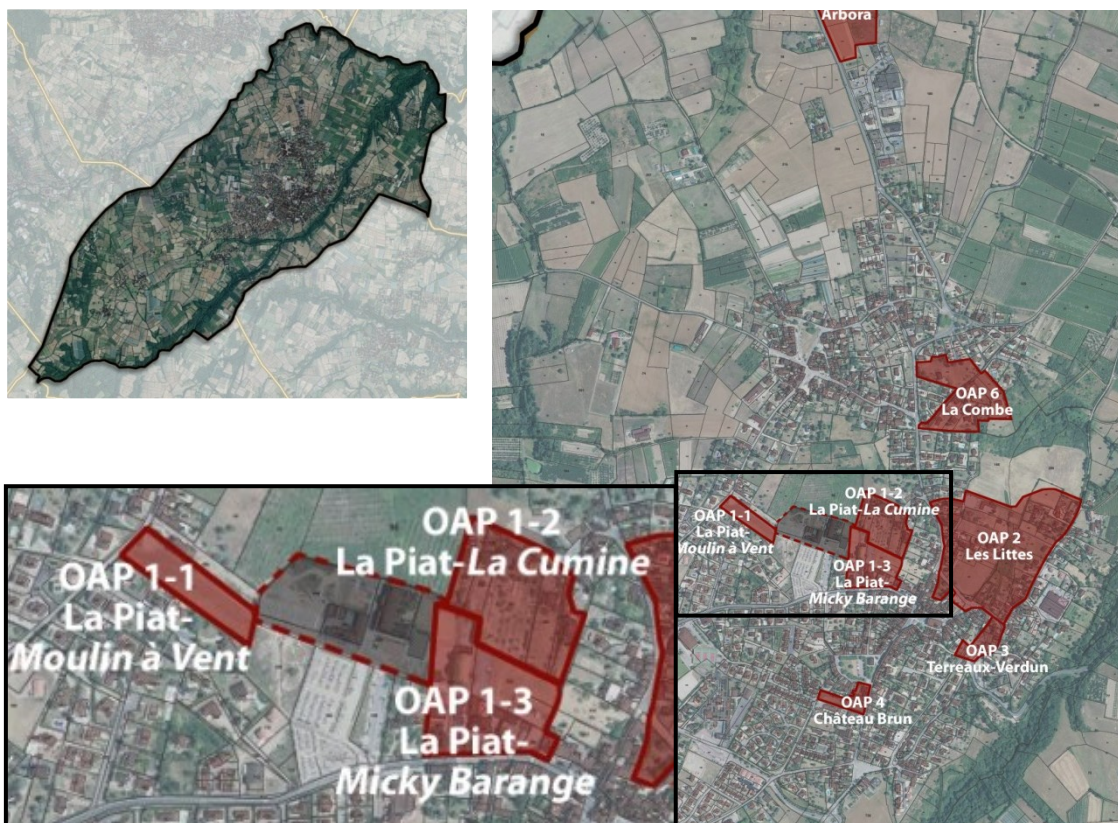 Arbora
OAP 6
La Combe
OAP 1-2
La Piat-La Cumine
OAP 1-1
La Piat-
Moulin à Vent
OAP 1-3
La Piat-
Micky Barange
OAP 2
Les Littes
OAP 3
Terreaux-Verdun
OAP 4
Château Brun
OAP 1-2
La Piat-La Cumine
OAP 1-1
La Piat-
Moulin à Vent
OAP 1-3
La Piat-
Micky Barange